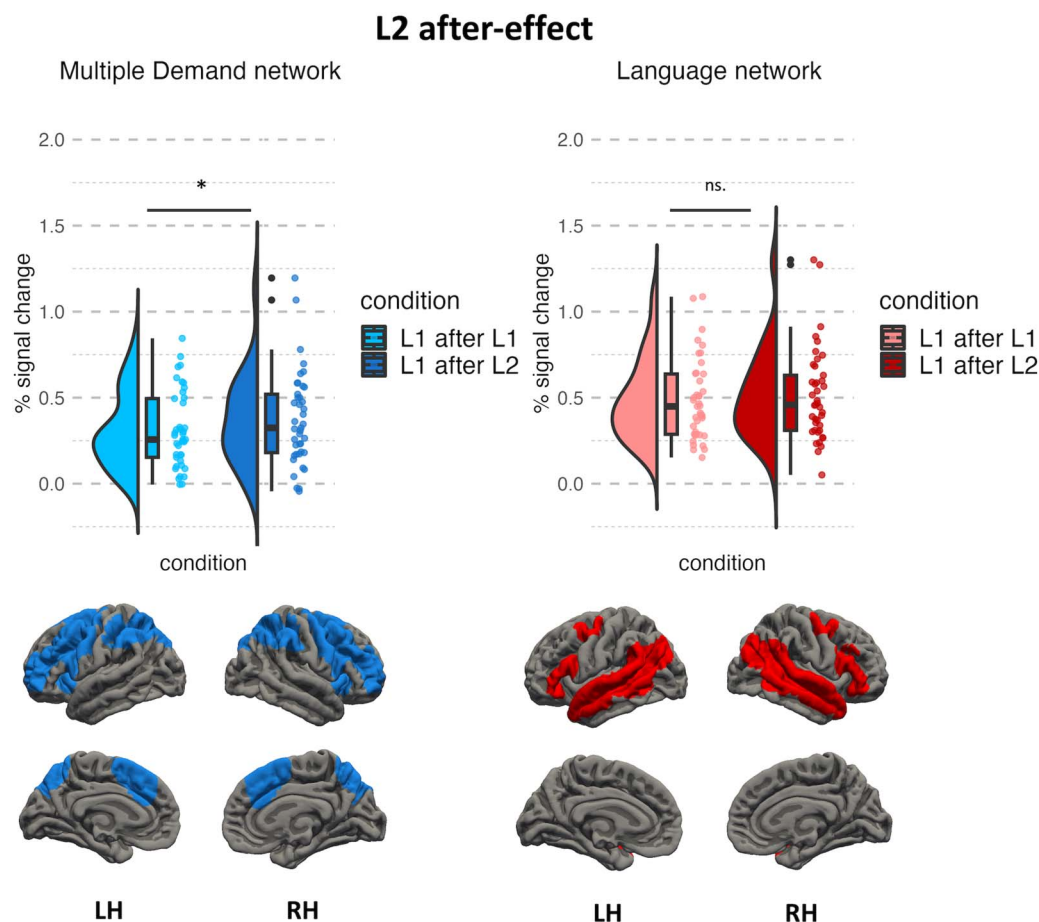 L2 after-effect
Multiple Demand network
% signal change
2.0
1.5
1.0
0.5
0.0
*
condition
condition
L1 after L1
L1 after L2
Language network
% signal change
2.0
1.5
1.0
0.5
0.0
ns.
condition
condition
L1 after L1
L1 after L2
LH
RH
LH
RH